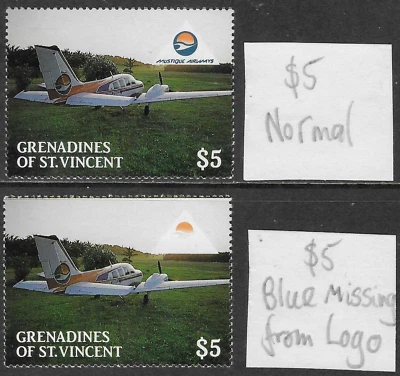 MUSTIQUE AIRWAYS
GRENADINES
OF ST. VINCENT
$5
$5
Normal
GRENADINES
OF ST. VINCENT
$5
$5
Blue Missing
from Logo